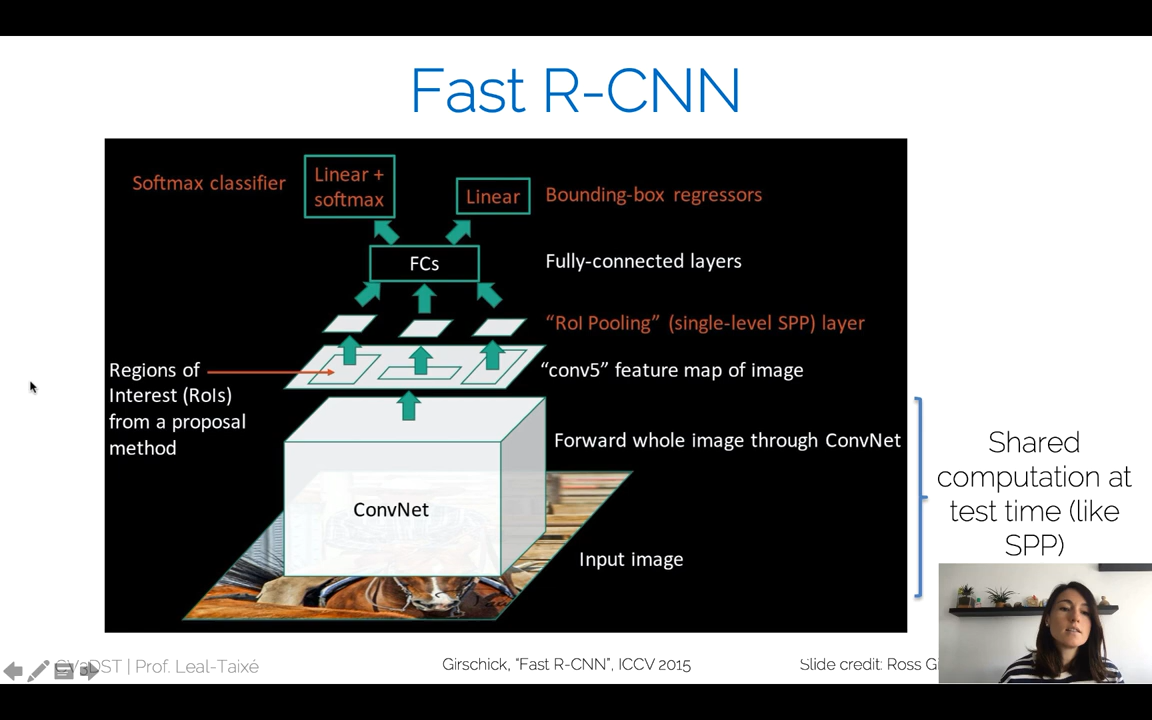 Fast R-CNN
Softmax classifier
Linear +
softmax
Linear
Bounding-box regressors
FCs
Fully-connected layers
"RoI Pooling" (single-level SPP) layer
Regions of
Interest (RoIs)
from a proposal
method
"conv5" feature map of image
Forward whole image through ConvNet
ConvNet
Input image
Shared
computation at
test time (like
SPP)
| Prof. Leal-Taixé
Girschick, "Fast R-CNN", ICCV 2015
Slide credit: Ross